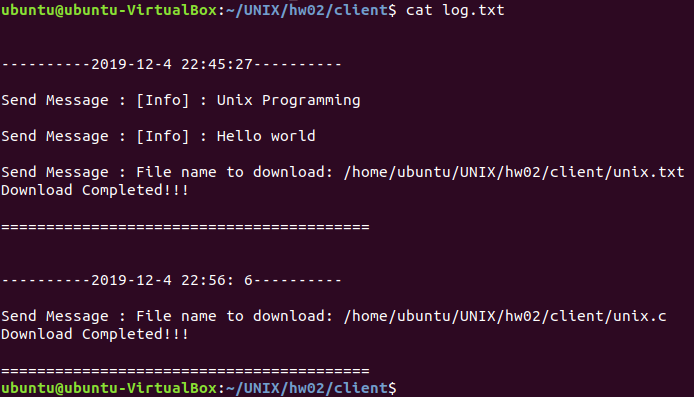 ubuntu@ubuntu-VirtualBox:~/UNIX/hw02/client$ cat log.txt
----------2019-12-4 22:45:27----------
Send Message : [Info] : Unix Programming
Send Message : [Info] : Hello world
Send Message : File name to download: /home/ubuntu/UNIX/hw02/client/unix.txt
Download Completed!!!
=========================================
----------2019-12-4 22:56: 6----------
Send Message : File name to download: /home/ubuntu/UNIX/hw02/client/unix.c
Download Completed!!!
=========================================
ubuntu@ubuntu-VirtualBox:~/UNIX/hw02/client$